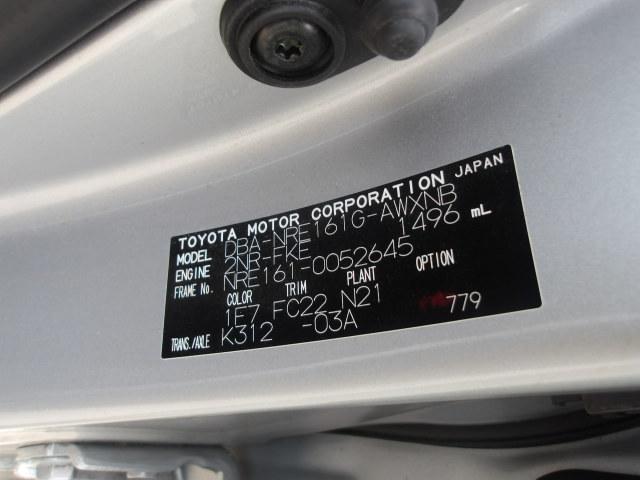 TOYOTA MOTOR CORPORATION JAPAN
MODEL DBA-NRE161G-AWXNB
ENGINE 2NR-FKE 1496 mL
FRAME No. NRE161-0052645
COLOR TRIM PLANT OPTION
1F7 FC22 N21 779
TRANS./AXLE K312 -03A